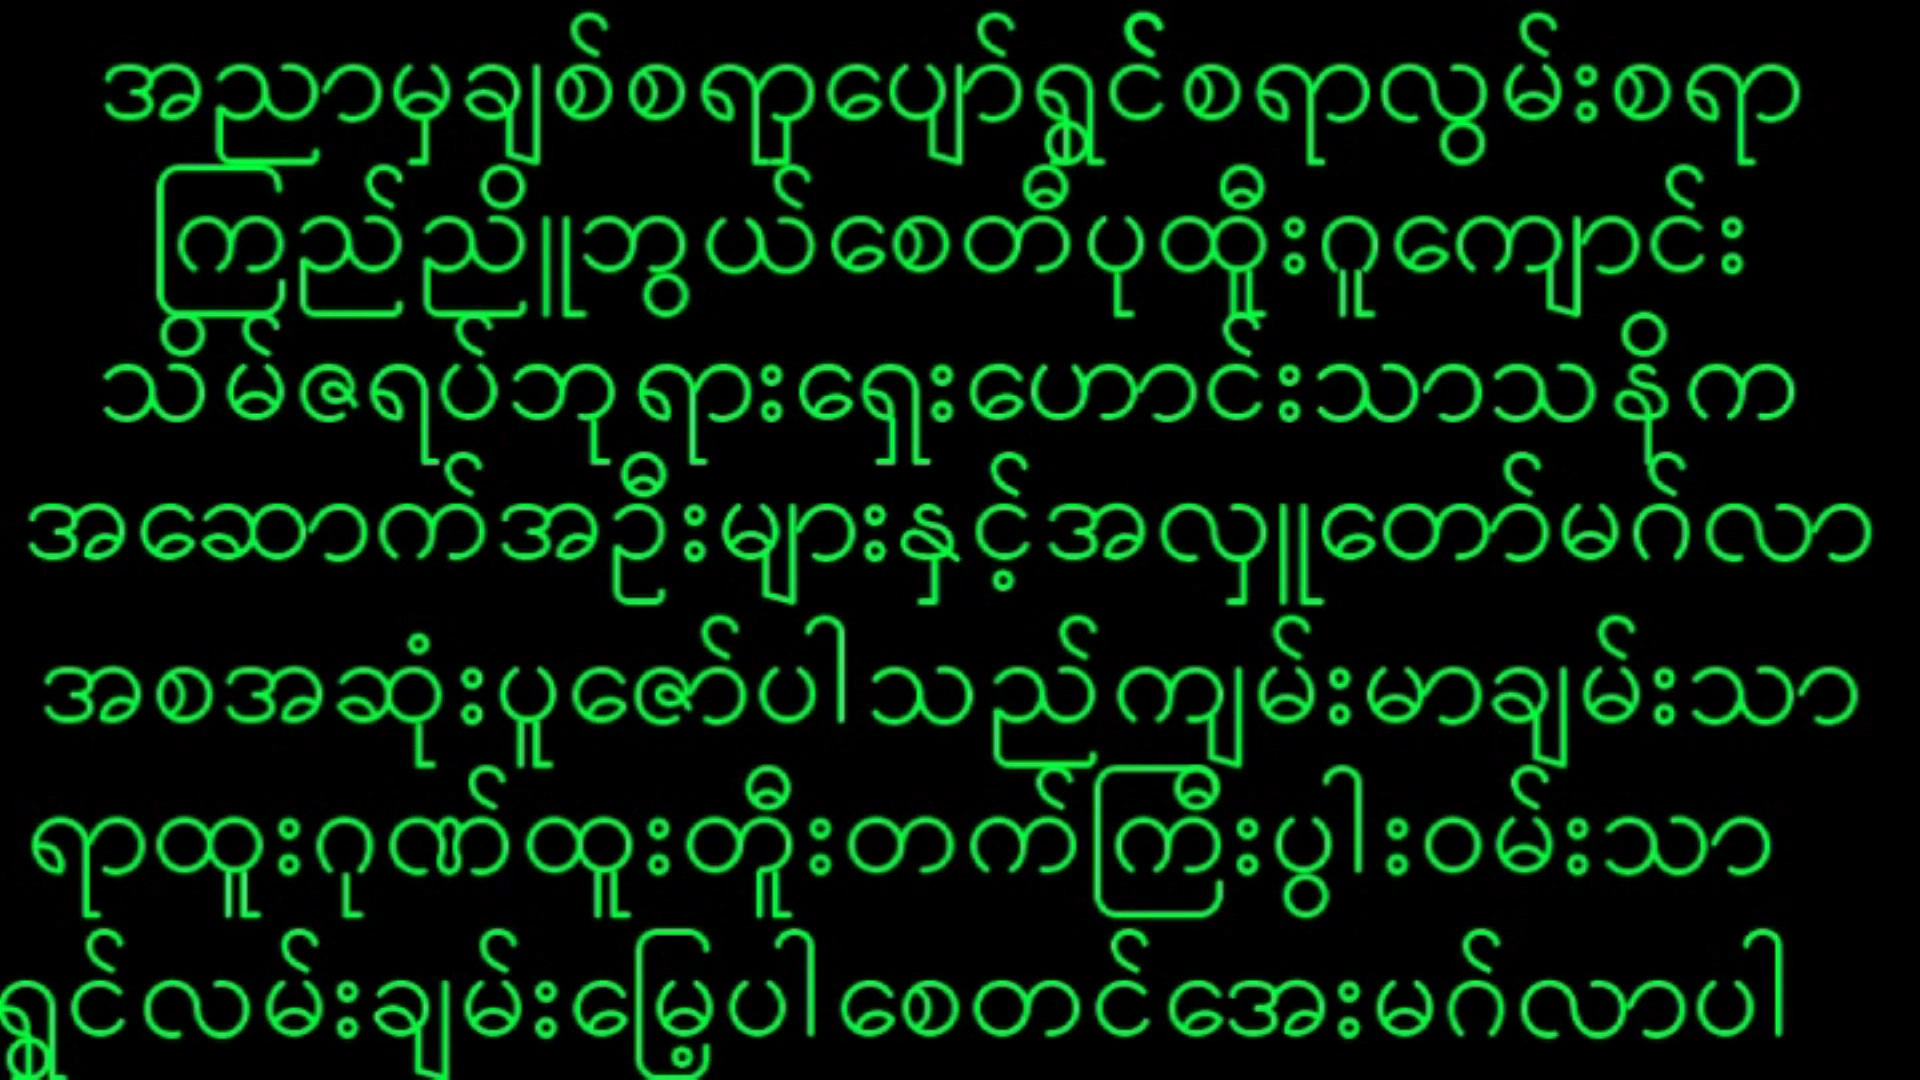 အညာမှချစ်စရာပျော်ရွှင်စရာလွမ်းစရာ
ကြည်ညိူဘွယ်စေတီပုထိုးဂူကျောင်း
သိမ်ဇရပ်ဘုရားရှေးဟောင်းသာသနိုက
အဆောက်အဦးများနှင့်အလှူတော်မင်္ဂလာ
အစအဆုံးပူဇော်ပါသည်ကျမ်းမာချမ်းသာ
ရာထူးဂုဏ်ထူးတူီးတက်ကြီးပွါးဝမ်းသာ
ရွှင်လမ်းချမ်းမြေ့ပါစေတင်အေးမဂ်လာပါ